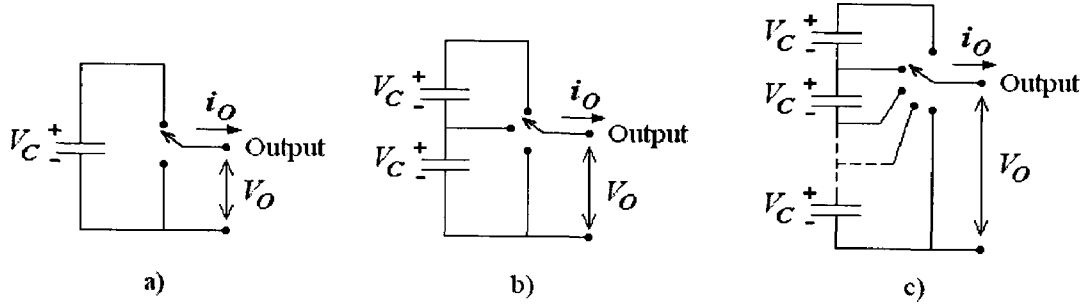 V_C + -
i_O
Output
V_O
a)
V_C + -
V_C + -
i_O
Output
V_O
b)
V_C + -
V_C + -
V_C + -
i_O
Output
V_O
c)